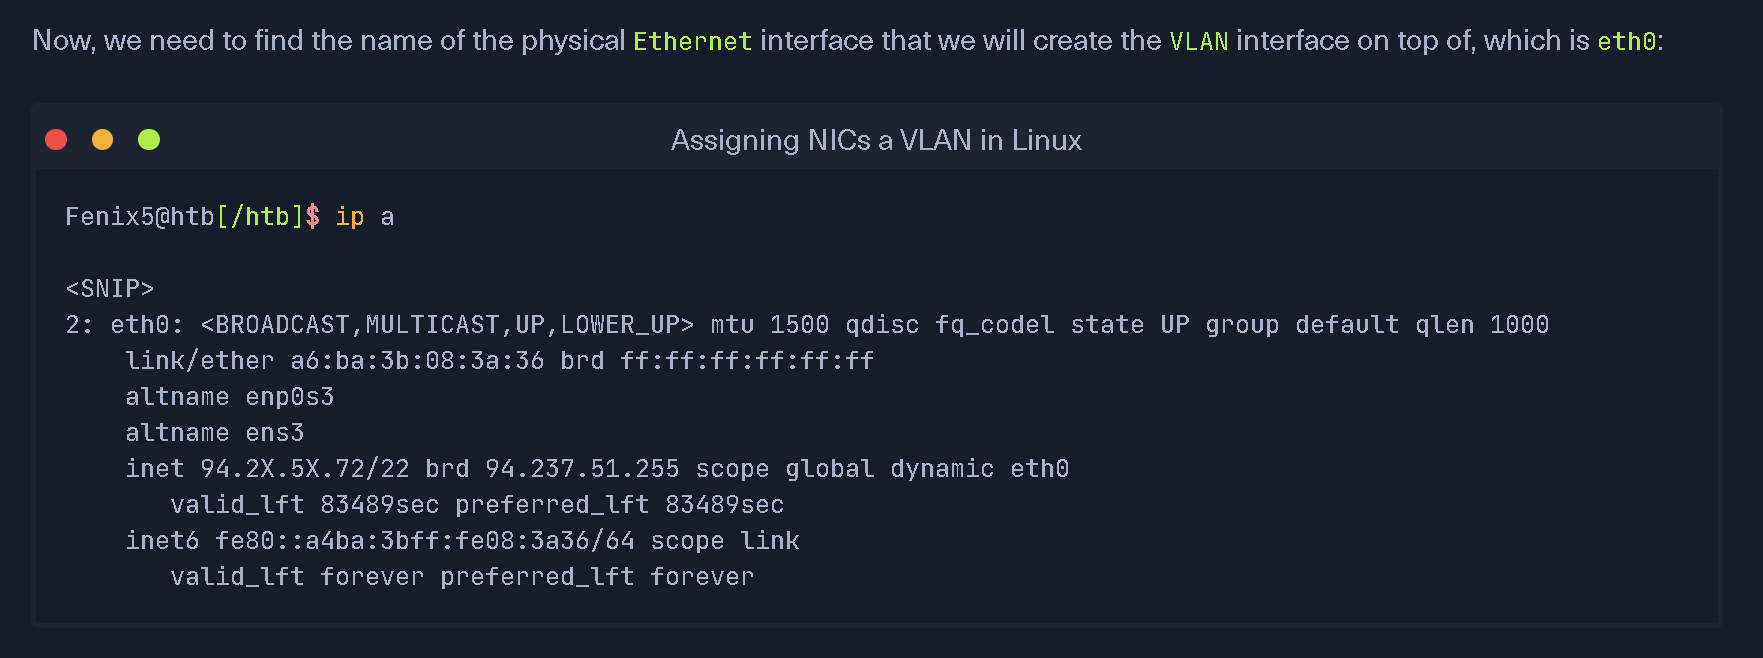 Now, we need to find the name of the physical Ethernet interface that we will create the VLAN interface on top of, which is eth0:
Assigning NICs a VLAN in Linux
Fenix5@htb[/htb]$ ip a
<SNIP>
2: eth0: <BROADCAST,MULTICAST,UP,LOWER_UP> mtu 1500 qdisc fq_codel state UP group default qlen 1000
    link/ether a6:ba:3b:08:3a:36 brd ff:ff:ff:ff:ff:ff
    altname enp0s3
    altname ens3
    inet 94.2X.5X.72/22 brd 94.237.51.255 scope global dynamic eth0
       valid_lft 83489sec preferred_lft 83489sec
    inet6 fe80::a4ba:3bff:fe08:3a36/64 scope link
       valid_lft forever preferred_lft forever